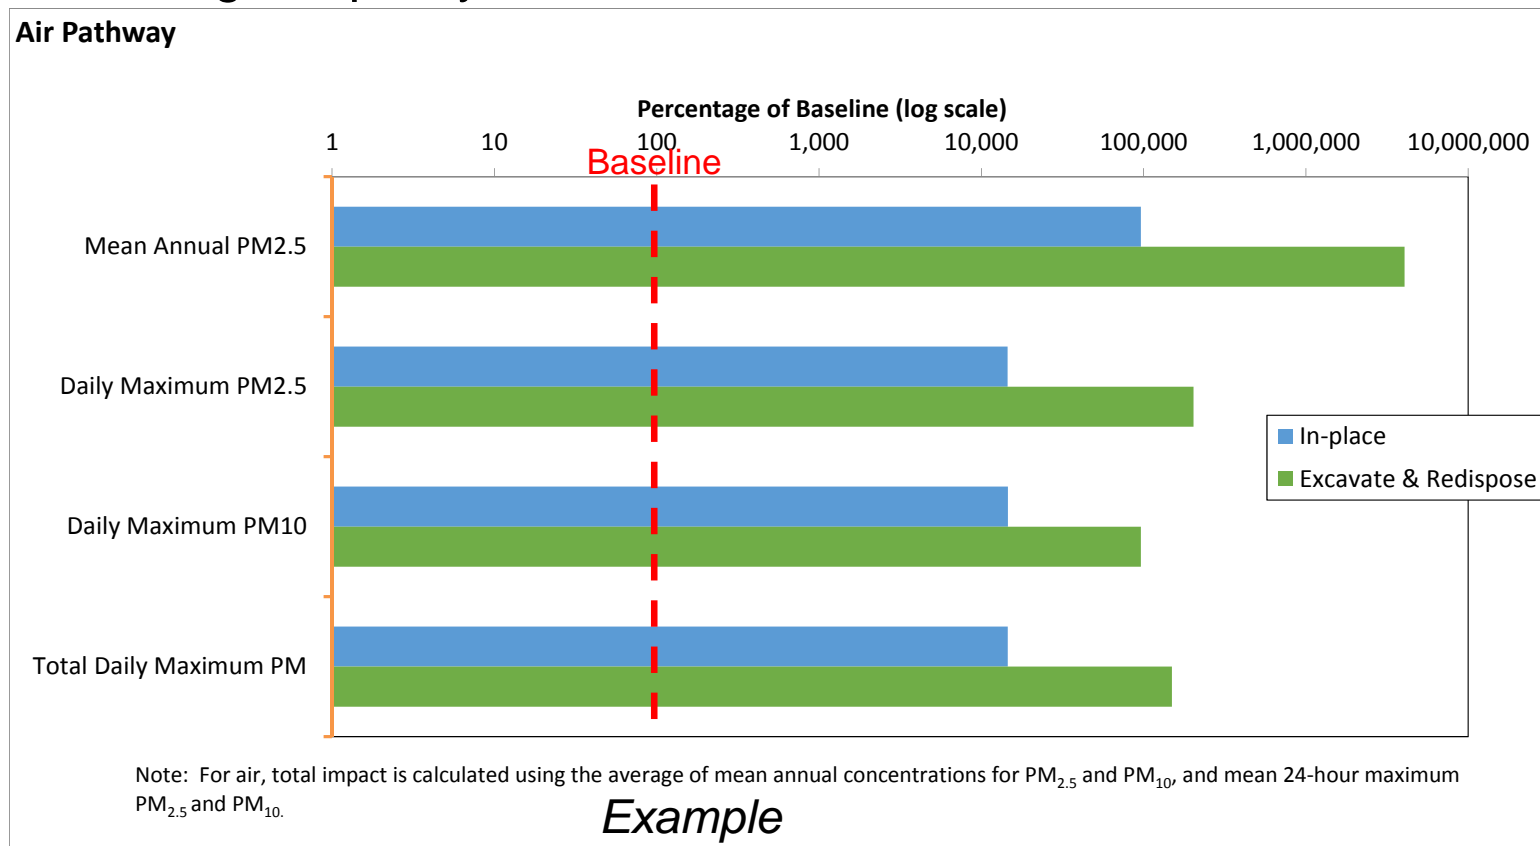 Air Pathway
Percentage of Baseline (log scale)
1 10 100 1,000 10,000 100,000 1,000,000 10,000,000
Baseline
Mean Annual PM2.5
Daily Maximum PM2.5
Daily Maximum PM10
Total Daily Maximum PM
In-place
Excavate & Redispose
Note: For air, total impact is calculated using the average of mean annual concentrations for PM2.5 and PM10, and mean 24-hour maximum
PM2.5 and PM10.
Example